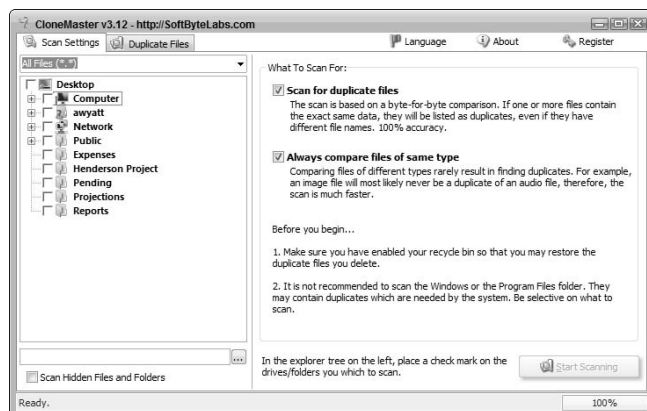 CloneMaster v3.12 - http://SoftByteLabs.com
Scan Settings
Duplicate Files
Language
About
Register
All Files (*.*)
Desktop
Computer
awyatt
Network
Public
Expenses
Henderson Project
Pending
Projections
Reports
Scan Hidden Files and Folders
What To Scan For:
Scan for duplicate files
The scan is based on a byte-for-byte comparison. If one or more files contain
the exact same data, they will be listed as duplicates, even if they have
different file names. 100% accuracy.
Always compare files of same type
Comparing files of different types rarely result in finding duplicates. For example,
an image file will most likely never be a duplicate of an audio file, therefore, the
scan is much faster.
Before you begin...
1. Make sure you have enabled your recycle bin so that you may restore the
duplicate files you delete.
2. It is not recommended to scan the Windows or the Program Files folder. They
may contain duplicates which are needed by the system. Be selective on what to
scan.
In the explorer tree on the left, place a check mark on the
drives/folders you which to scan.
Start Scanning
Ready.
100%